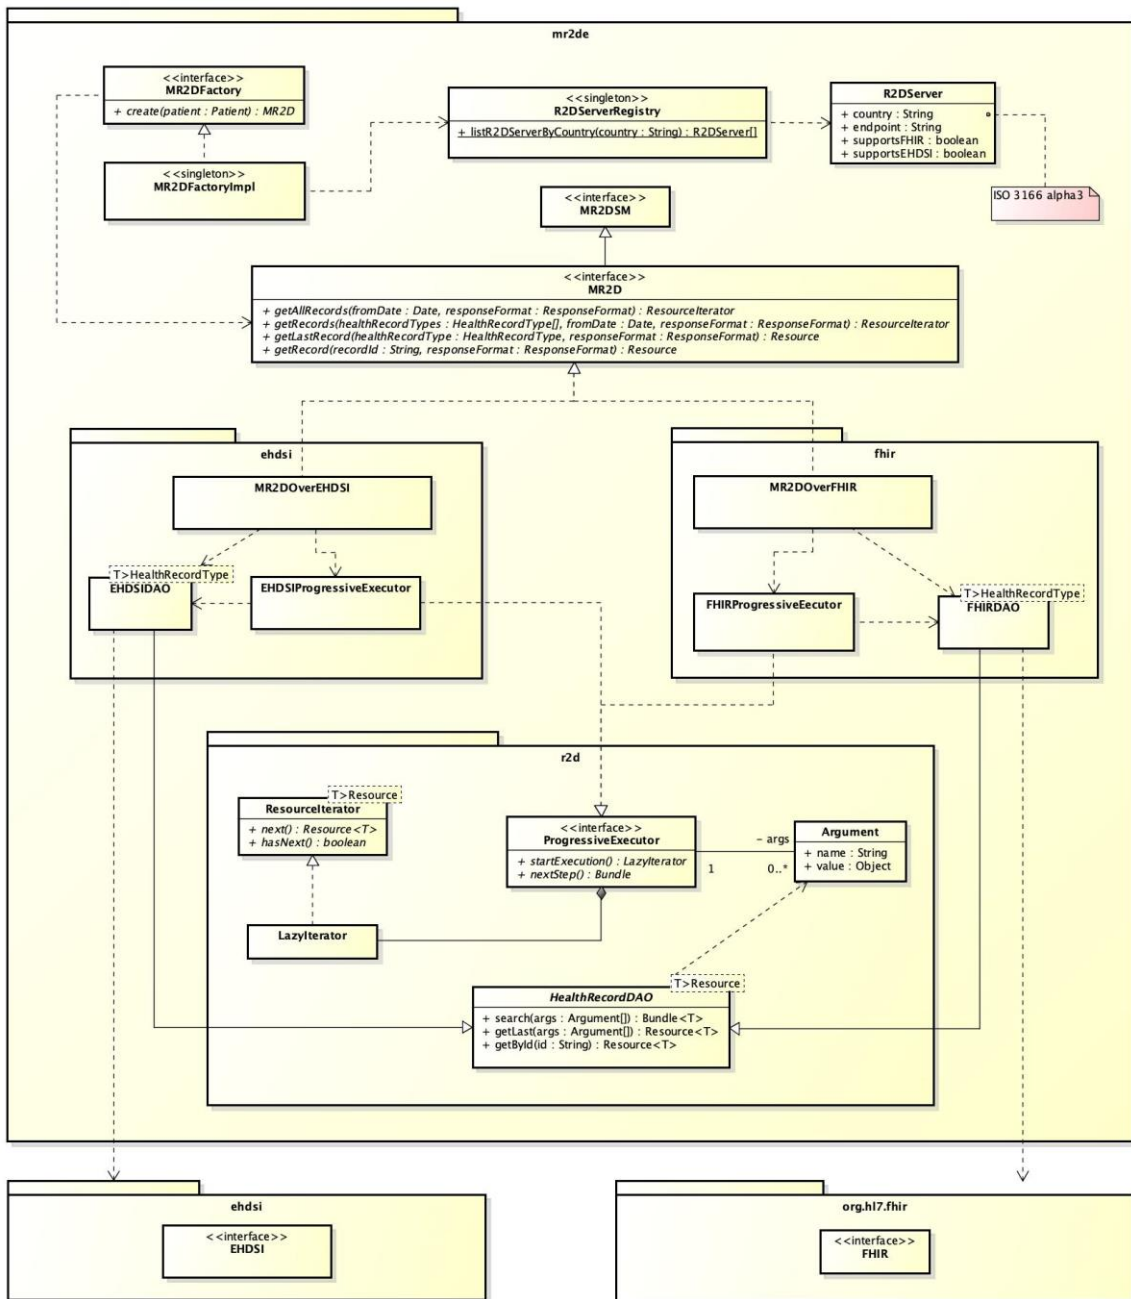 mr2de
<<interface>>
MR2DFactory
+ create(patient : Patient) : MR2D
<<singleton>>
R2DServerRegistry
+ listR2DServerByCountry(country : String) : R2DServer[]
R2DServer
+ country : String
+ endpoint : String
+ supportsFHIR : boolean
+ supportsEHDSI : boolean
<<singleton>>
MR2DFactoryImpl
ISO 3166 alpha3
<<interface>>
MR2DSM
<<interface>>
MR2D
+ getAllRecords(fromDate : Date, responseFormat : ResponseFormat) : ResourceIterator
+ getRecords(healthRecordTypes : HealthRecordType[], fromDate : Date, responseFormat : ResponseFormat) : ResourceIterator
+ getLastRecord(healthRecordType : HealthRecordType, responseFormat : ResponseFormat) : Resource
+ getRecord(recordId : String, responseFormat : ResponseFormat) : Resource
ehdsi
MR2DOverEHDSI
T>HealthRecordType
EHDSIDAO
EHDSIProgressiveExecutor
fhir
MR2DOverFHIR
FHIRProgressiveEecutor
T>HealthRecordType
FHIRDAO
r2d
T>Resource
ResourceIterator
+ next() : Resource<T>
+ hasNext() : boolean
<<interface>>
ProgressiveExecutor
+ startExecution() : LazyIterator
+ nextStep() : Bundle
- args
1
0..*
Argument
+ name : String
+ value : Object
LazyIterator
T>Resource
HealthRecordDAO
+ search(args : Argument[]) : Bundle<T>
+ getLast(args : Argument[]) : Resource<T>
+ getById(id : String) : Resource<T>
ehdsi
<<interface>>
EHDSI
org.hl7.fhir
<<interface>>
FHIR